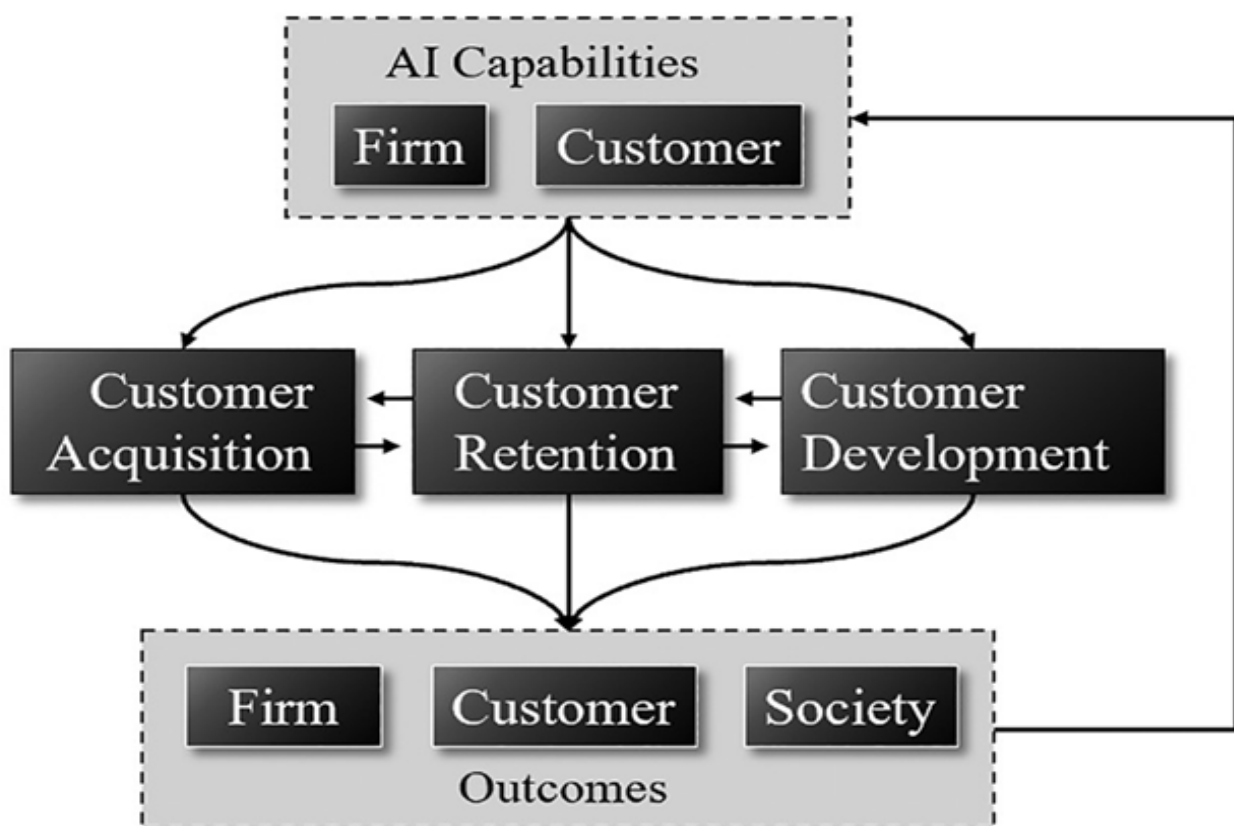 AI Capabilities
Firm
Customer
Customer
Acquisition
Customer
Retention
Customer
Development
Firm
Customer
Society
Outcomes